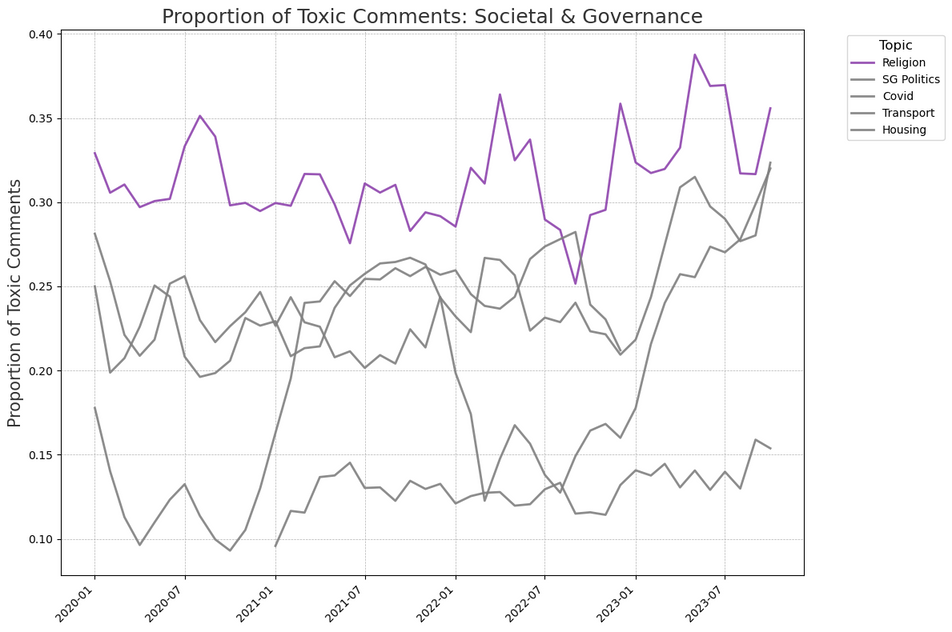 Proportion of Toxic Comments: Societal & Governance
Proportion of Toxic Comments
0.40
0.35
0.30
0.25
0.20
0.15
0.10
2020-01
2020-07
2021-01
2021-07
2022-01
2022-07
2023-01
2023-07
Topic
Religion
SG Politics
Covid
Transport
Housing